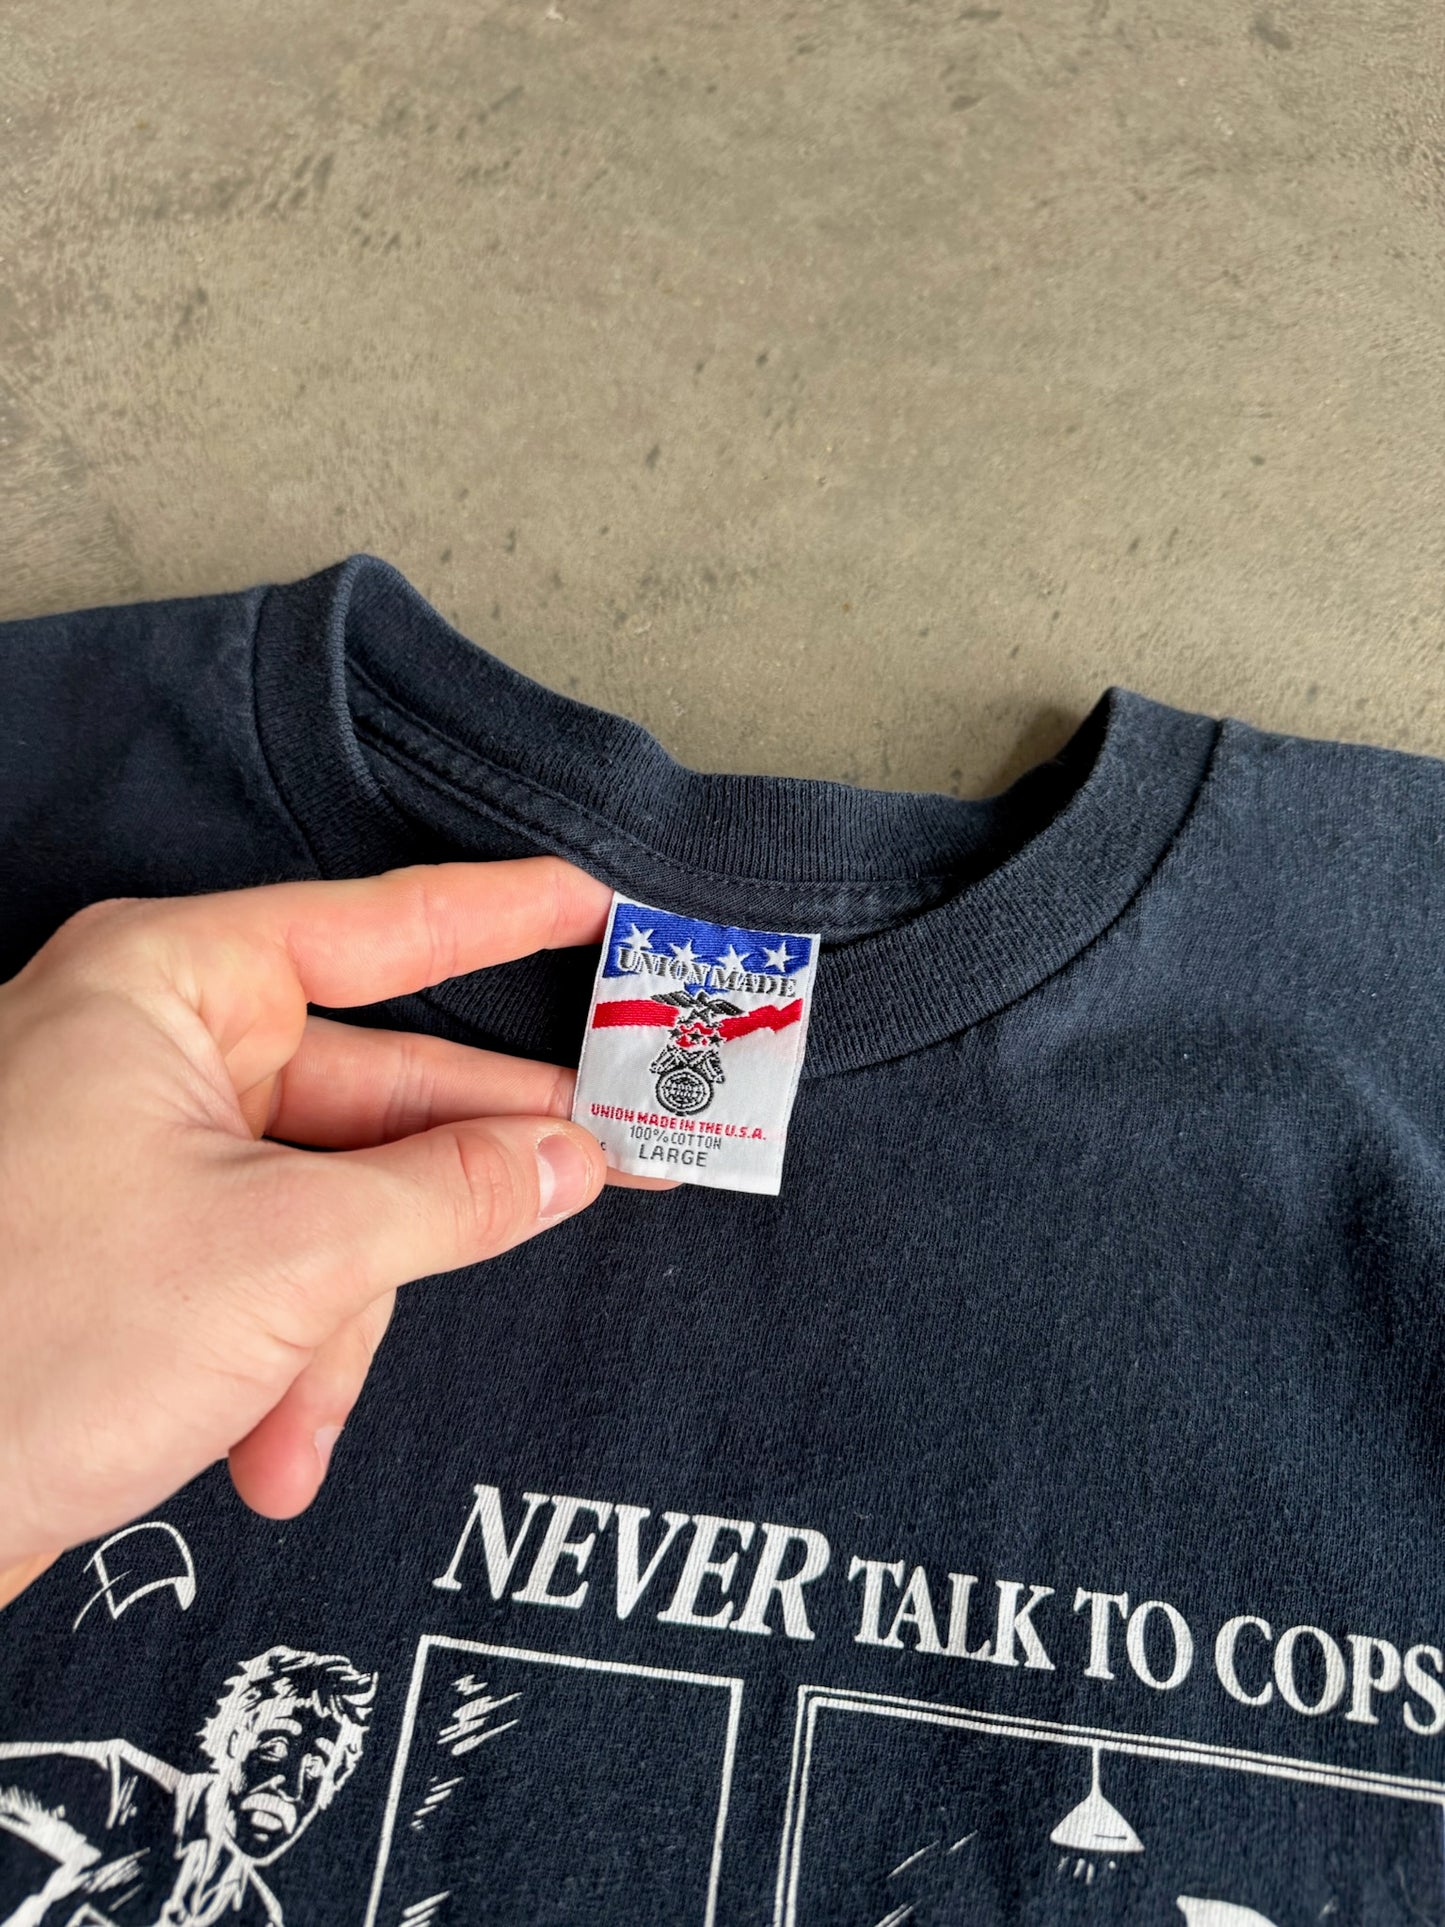 UNION MADE
UNION MADE IN THE U.S.A.
100% COTTON
LARGE
NEVER TALK TO COPS